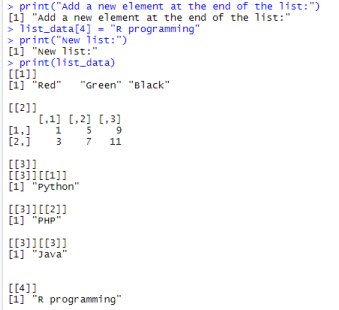 > print("Add a new element at the end of the list:")
[1] "Add a new element at the end of the list:"
> list_data[4] = "R programming"
> print("New list:")
[1] "New list:"
> print(list_data)
[[1]]
[1] "Red"   "Green" "Black"
[[2]]
     [,1] [,2] [,3]
[1,]    1    5    9
[2,]    3    7   11
[[3]]
[[3]][[1]]
[1] "Python"
[[3]][[2]]
[1] "PHP"
[[3]][[3]]
[1] "Java"
[[4]]
[1] "R programming"